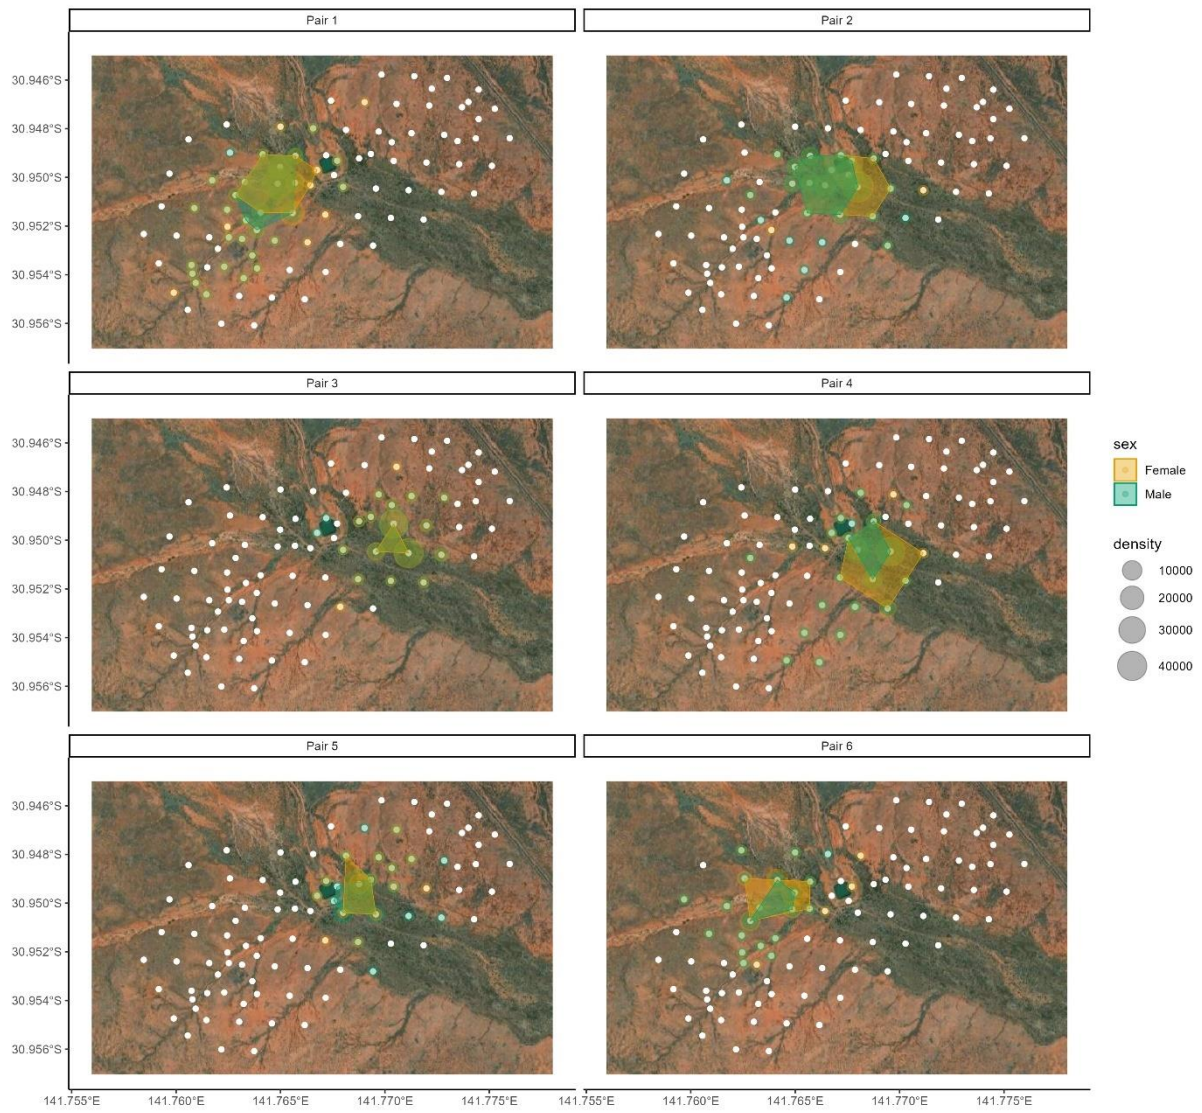 Pair 1
Pair 2
30.946°S
30.948°S
30.950°S
30.952°S
30.954°S
30.956°S
Pair 3
Pair 4
30.946°S
30.948°S
30.950°S
30.952°S
30.954°S
30.956°S
sex
Female
Male
density
10000
20000
30000
40000
Pair 5
Pair 6
30.946°S
30.948°S
30.950°S
30.952°S
30.954°S
30.956°S
141.755°E 141.760°E 141.765°E 141.770°E 141.775°E 141.755°E 141.760°E 141.765°E 141.770°E 141.775°E